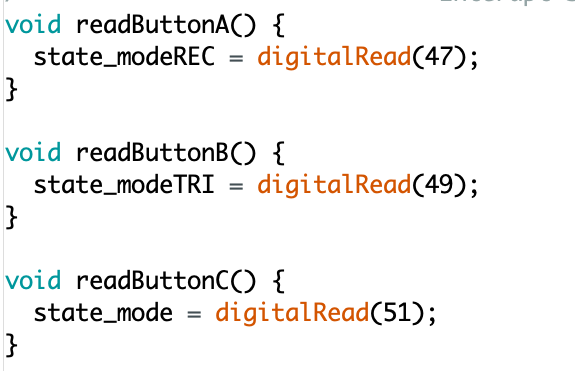 void readButtonA() {
  state_modeREC = digitalRead(47);
}

void readButtonB() {
  state_modeTRI = digitalRead(49);
}

void readButtonC() {
  state_mode = digitalRead(51);
}